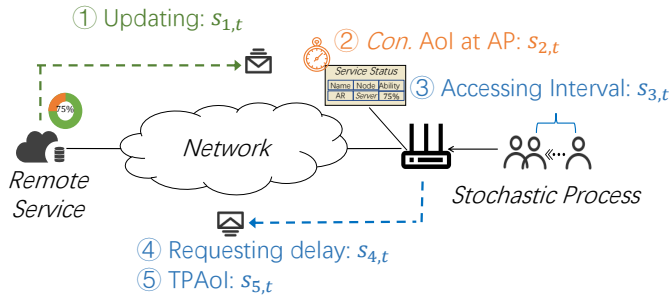 ① Updating: s₁,ₜ
② Con. AoI at AP: s₂,ₜ
Service Status
Name Node Ability
AR Server 75%
③ Accessing Interval: s₃,ₜ
75%
Network
«···
Remote
Service
Stochastic Process
④ Requesting delay: s₄,ₜ
⑤ TPAoI: s₅,ₜ